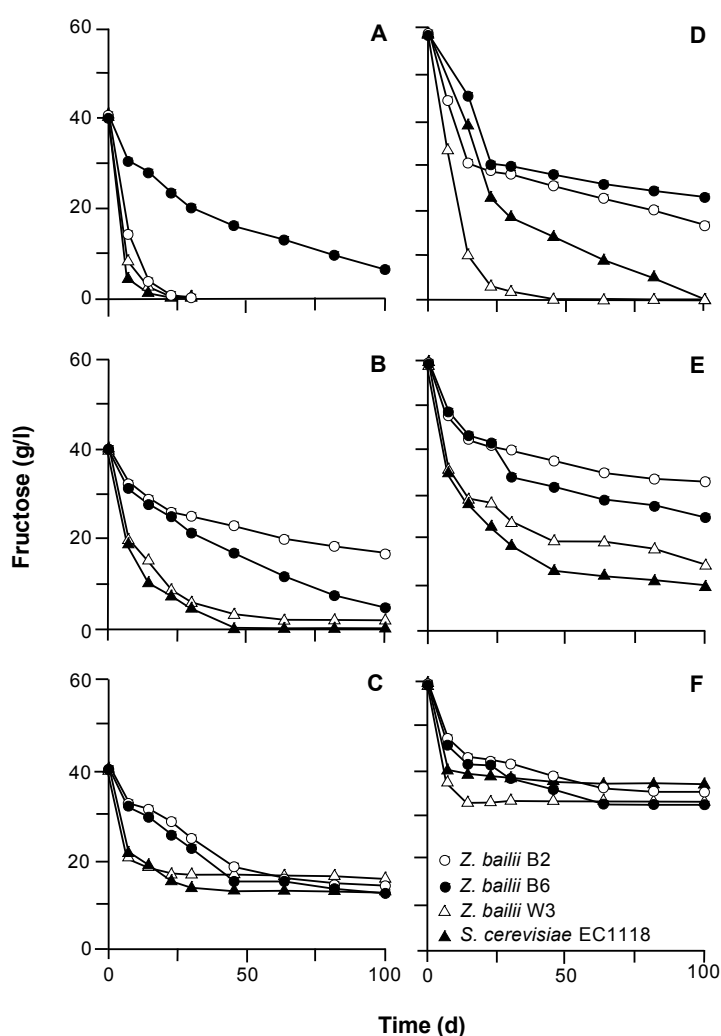 A
D
60
40
20
0
B
E
60
40
20
0
Fructose (g/l)
C
F
60
40
20
0
0
50
100
0
50
100
Z. bailii B2
Z. bailii B6
Z. bailii W3
S. cerevisiae EC1118
Time (d)